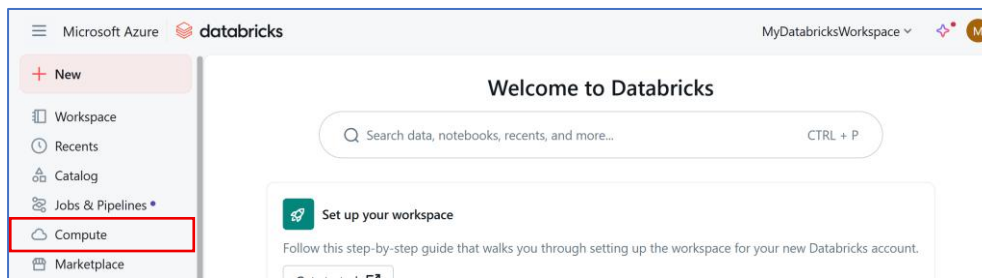 Microsoft Azure databricks MyDatabricksWorkspace M
+ New
Welcome to Databricks
Workspace
Search data, notebooks, recents, and more... CTRL + P
Recents
Catalog
Jobs & Pipelines
Set up your workspace
Compute
Follow this step-by-step guide that walks you through setting up the workspace for your new Databricks account.
Marketplace